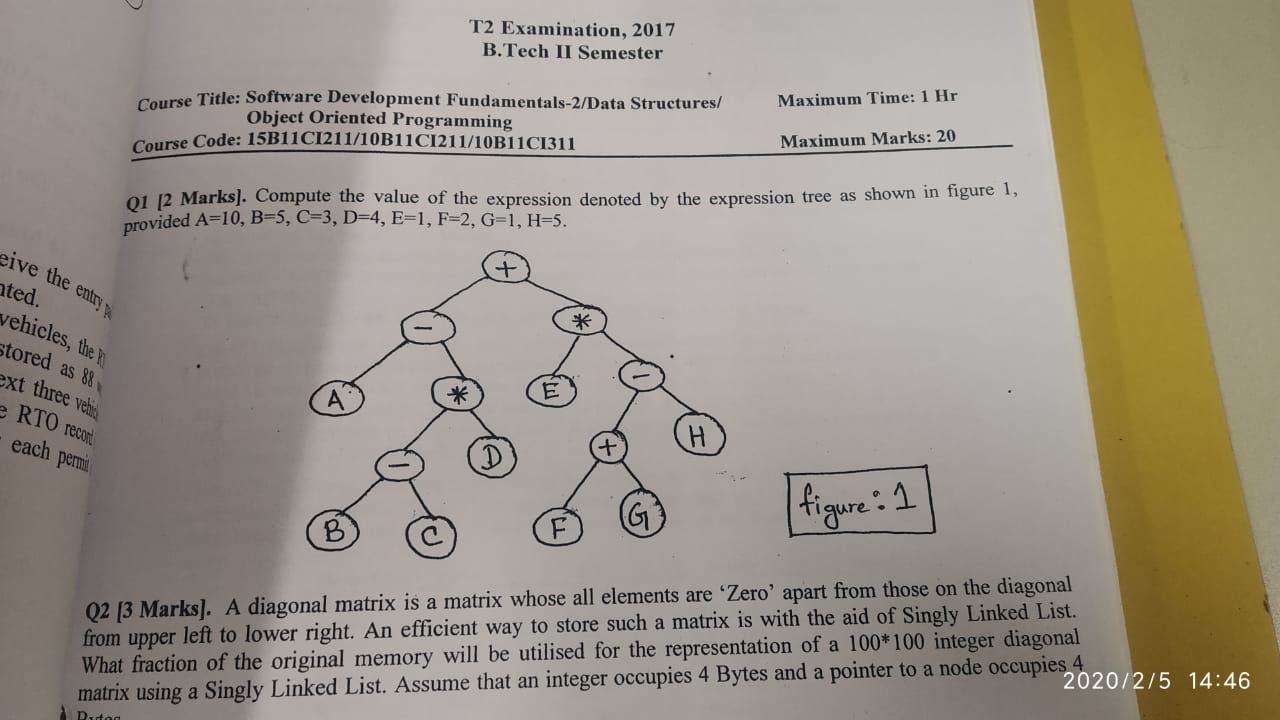 T2 Examination, 2017
B.Tech II Semester
Course Title: Software Development Fundamentals-2/Data Structures/
Object Oriented Programming
Maximum Time: 1 Hr
Course Code: 15B11CI211/10B11CI211/10B11CI311
Maximum Marks: 20
Q1 [2 Marks]. Compute the value of the expression denoted by the expression tree as shown in figure 1,
provided A=10, B=5, C=3, D=4, E=1, F=2, G=1, H=5.
+
- *
A * E -
- D + H
B C F G
figure: 1
Q2 [3 Marks]. A diagonal matrix is a matrix whose all elements are ‘Zero’ apart from those on the diagonal
from upper left to lower right. An efficient way to store such a matrix is with the aid of Singly Linked List.
What fraction of the original memory will be utilised for the representation of a 100*100 integer diagonal
matrix using a Singly Linked List. Assume that an integer occupies 4 Bytes and a pointer to a node occupies 4
Bytes
eive the entry
nted.
vehicles, the
stored as 88
ext three
e RTO record
each permit
2020/2/5 14:46